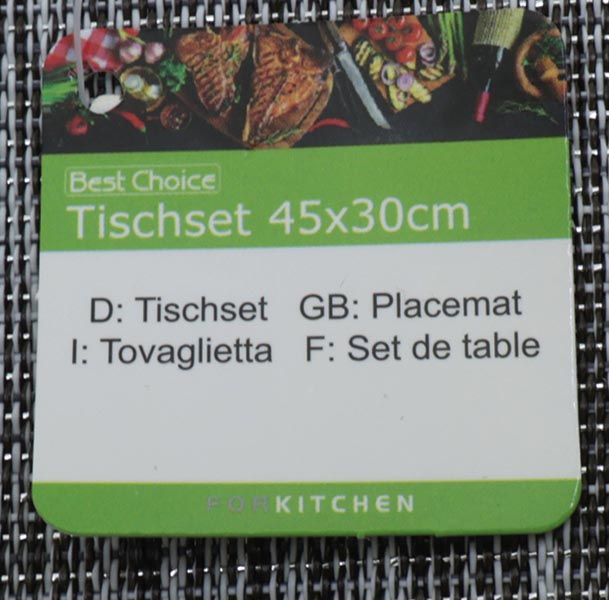 Best Choice
Tischset 45x30cm
D: Tischset GB: Placemat
I: Tovaglietta F: Set de table
FORKITCHEN